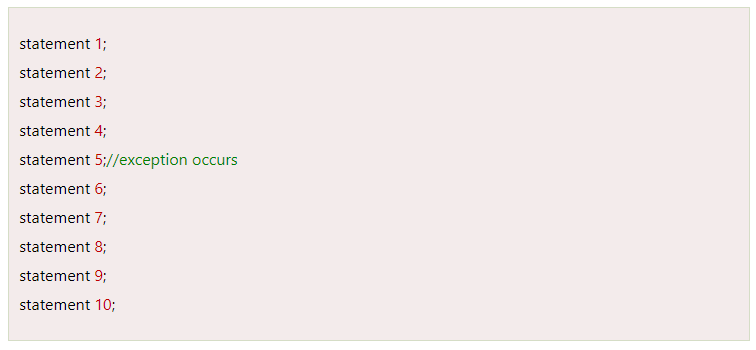 statement 1;
statement 2;
statement 3;
statement 4;
statement 5;//exception occurs
statement 6;
statement 7;
statement 8;
statement 9;
statement 10;